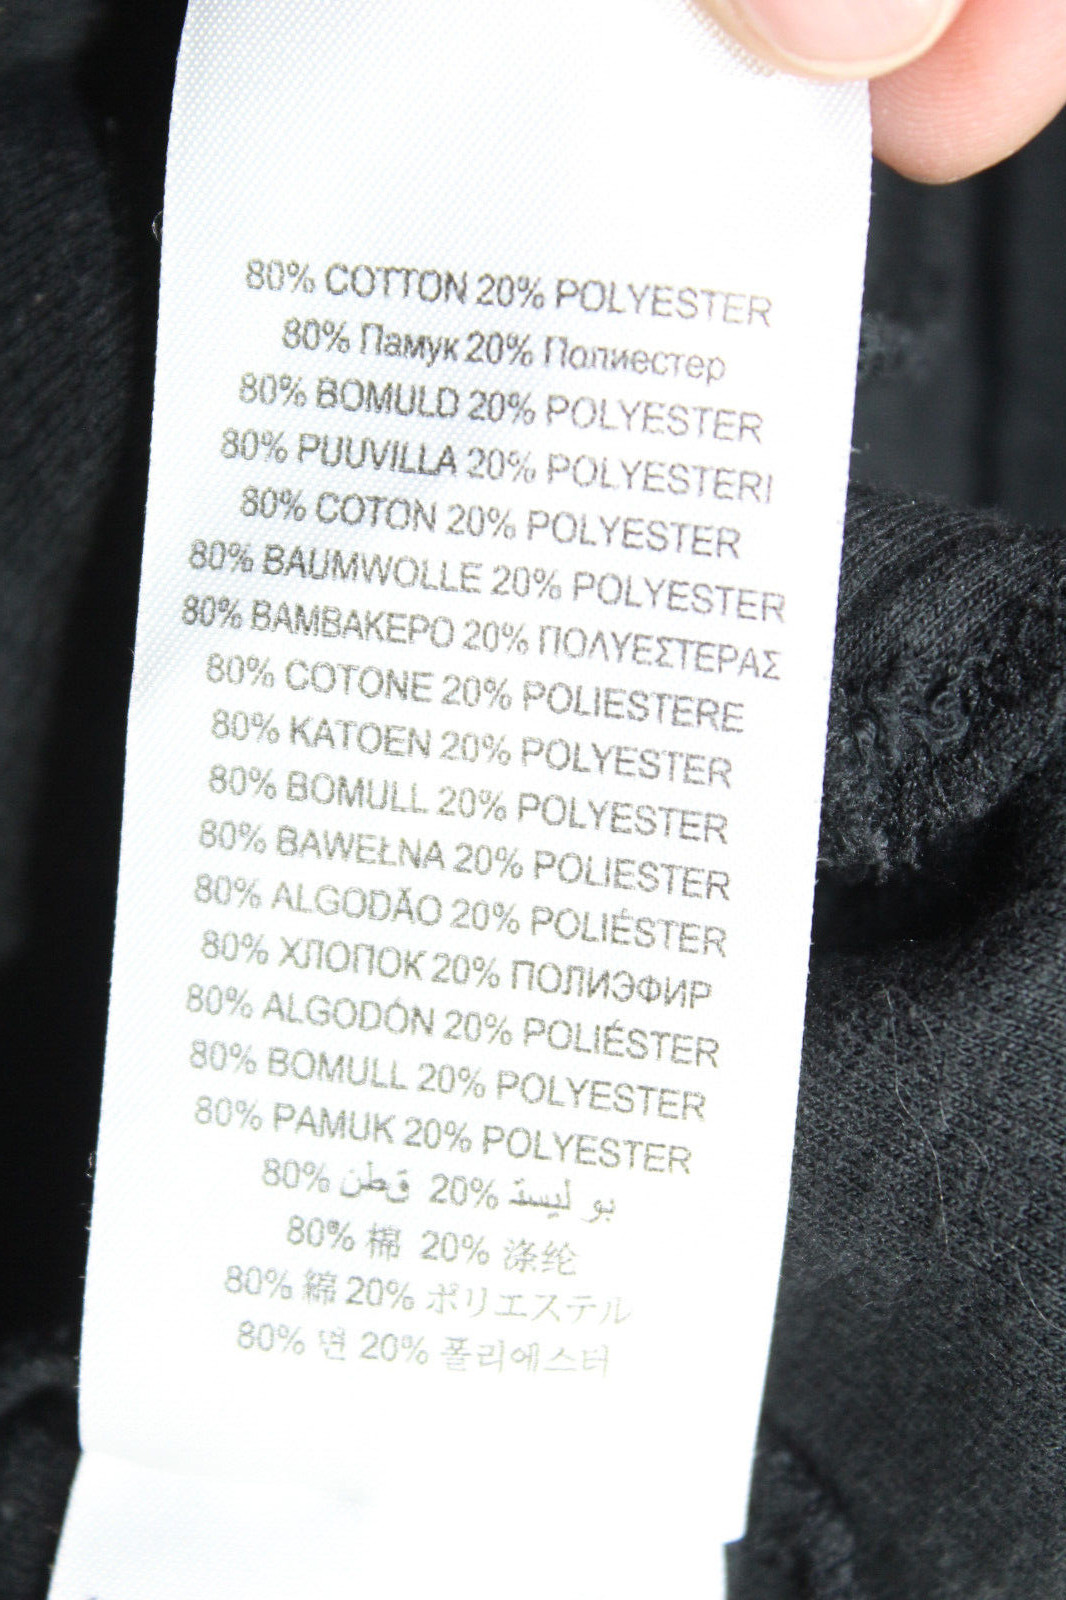 80% COTTON 20% POLYESTER
80% Памук 20% Полиестер
80% BOMULD 20% POLYESTER
80% PUUVILLA 20% POLYESTERI
80% COTON 20% POLYESTER
80% BAUMWOLLE 20% POLYESTER
80% ΒΑΜΒΑΚΕΡΟ 20% ΠΟΛΥΕΣΤΕΡΑΣ
80% COTONE 20% POLIESTERE
80% KATOEN 20% POLYESTER
80% BOMULL 20% POLYESTER
80% BAWEŁNA 20% POLIESTER
80% ALGODÃO 20% POLIÉSTER
80% ХЛОПОК 20% ПОЛИЭФИР
80% ALGODÓN 20% POLIÉSTER
80% BOMULL 20% POLYESTER
80% PAMUK 20% POLYESTER
80% قطن 20% بو ليستـ
80% 棉 20% 涤纶
80% 綿 20% ポリエステル
80% 면 20% 폴리에스터